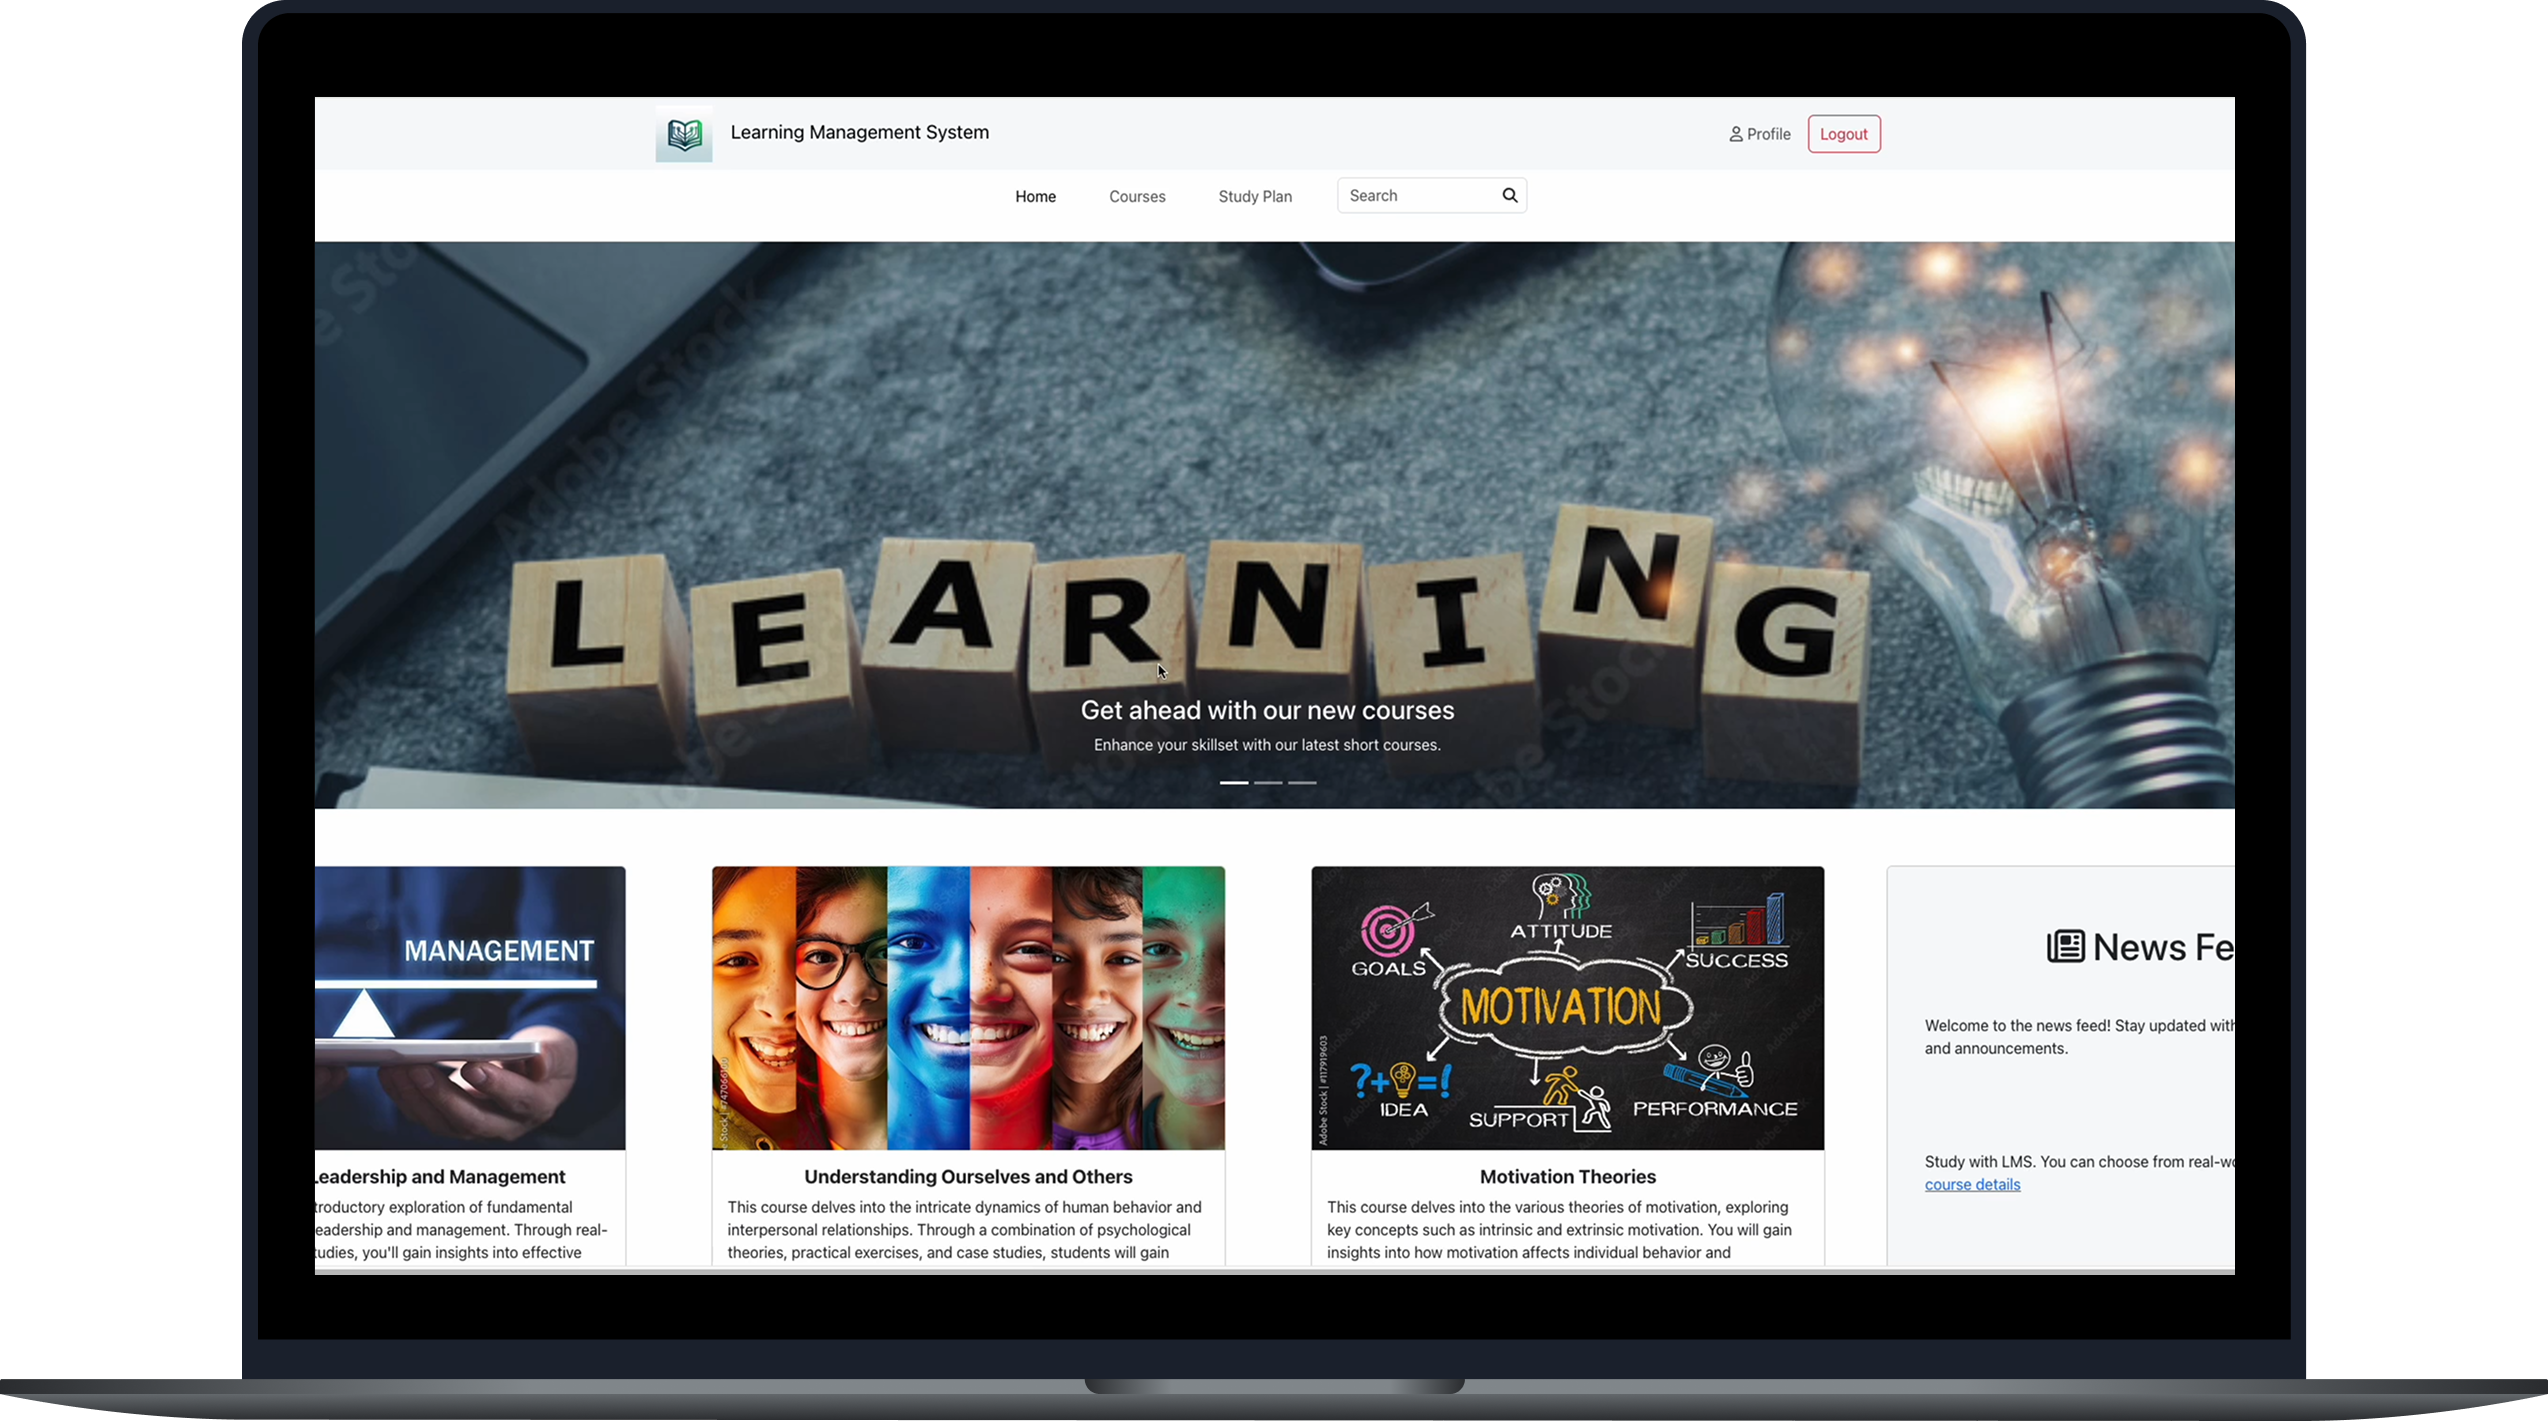 Learning Management System
Profile
Logout
Home
Courses
Study Plan
Search
Adobe Stock
LEARNING
Get ahead with our new courses
Enhance your skillset with our latest short courses.
MANAGEMENT
Leadership and Management
troductory exploration of fundamental
eadership and management. Through real-
tudies, you'll gain insights into effective
Understanding Ourselves and Others
This course delves into the intricate dynamics of human behavior and
interpersonal relationships. Through a combination of psychological
theories, practical exercises, and case studies, students will gain
ATTITUDE
GOALS
SUCCESS
MOTIVATION
?+=!
IDEA
SUPPORT
PERFORMANCE
Adobe Stock | #117919603
Motivation Theories
This course delves into the various theories of motivation, exploring
key concepts such as intrinsic and extrinsic motivation. You will gain
insights into how motivation affects individual behavior and
News Fe
Welcome to the news feed! Stay updated with
and announcements.
Study with LMS. You can choose from real-wo
course details